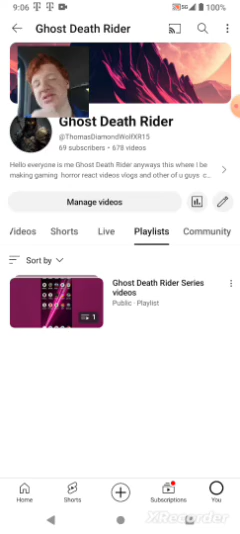 9:06
5G 100%
Ghost Death Rider
Ghost Death Rider
@ThomasDiamondWolfXR15
69 subscribers • 678 videos
Hello everyone is me Ghost Death Rider anyways this where I be
making gaming horror react videos vlogs and other of u guys c...
Manage videos
/ideos Shorts Live Playlists Community
Sort by
Ghost Death Rider Series
videos
Public · Playlist
1
Home Shorts Subscriptions You
XRecorder